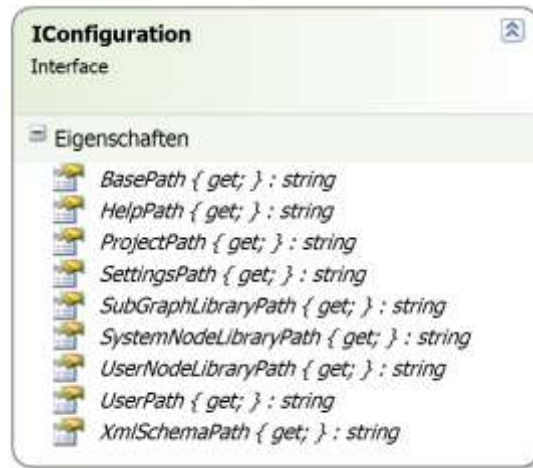 IConfiguration
Interface
Eigenschaften
BasePath { get; } : string
HelpPath { get; } : string
ProjectPath { get; } : string
SettingsPath { get; } : string
SubGraphLibraryPath { get; } : string
SystemNodeLibraryPath { get; } : string
UserNodeLibraryPath { get; } : string
UserPath { get; } : string
XmlSchemaPath { get; } : string